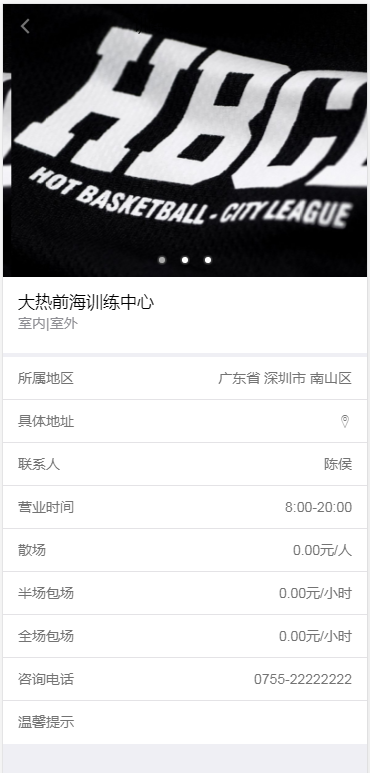 HBCL
HOT BASKETBALL - CITY LEAGUE
大热前海训练中心
室内|室外
所属地区 广东省 深圳市 南山区
具体地址
联系人 陈侯
营业时间 8:00-20:00
散场 0.00元/人
半场包场 0.00元/小时
全场包场 0.00元/小时
咨询电话 0755-22222222
温馨提示